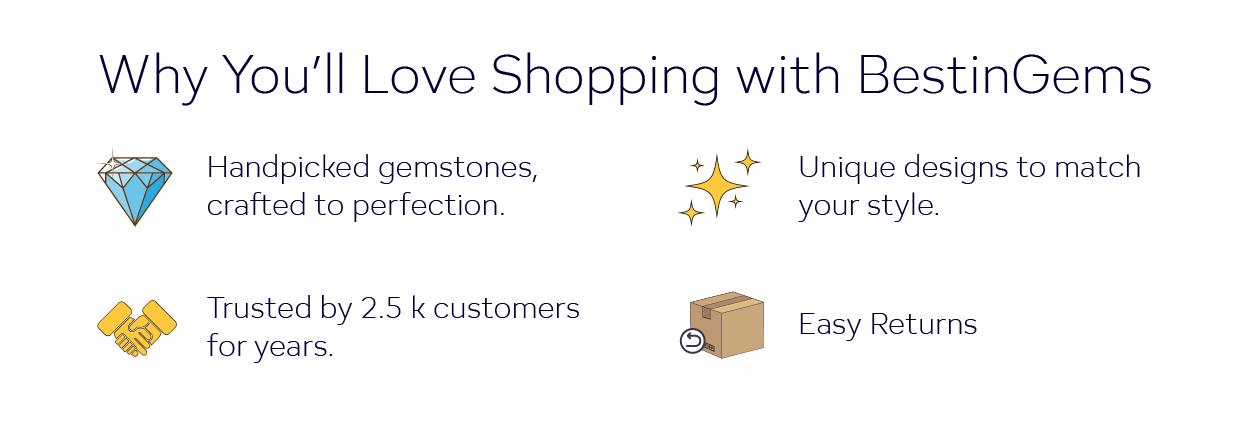 Why You’ll Love Shopping with BestinGems
Handpicked gemstones,
crafted to perfection.
Unique designs to match
your style.
Trusted by 2.5 k customers
for years.
Easy Returns